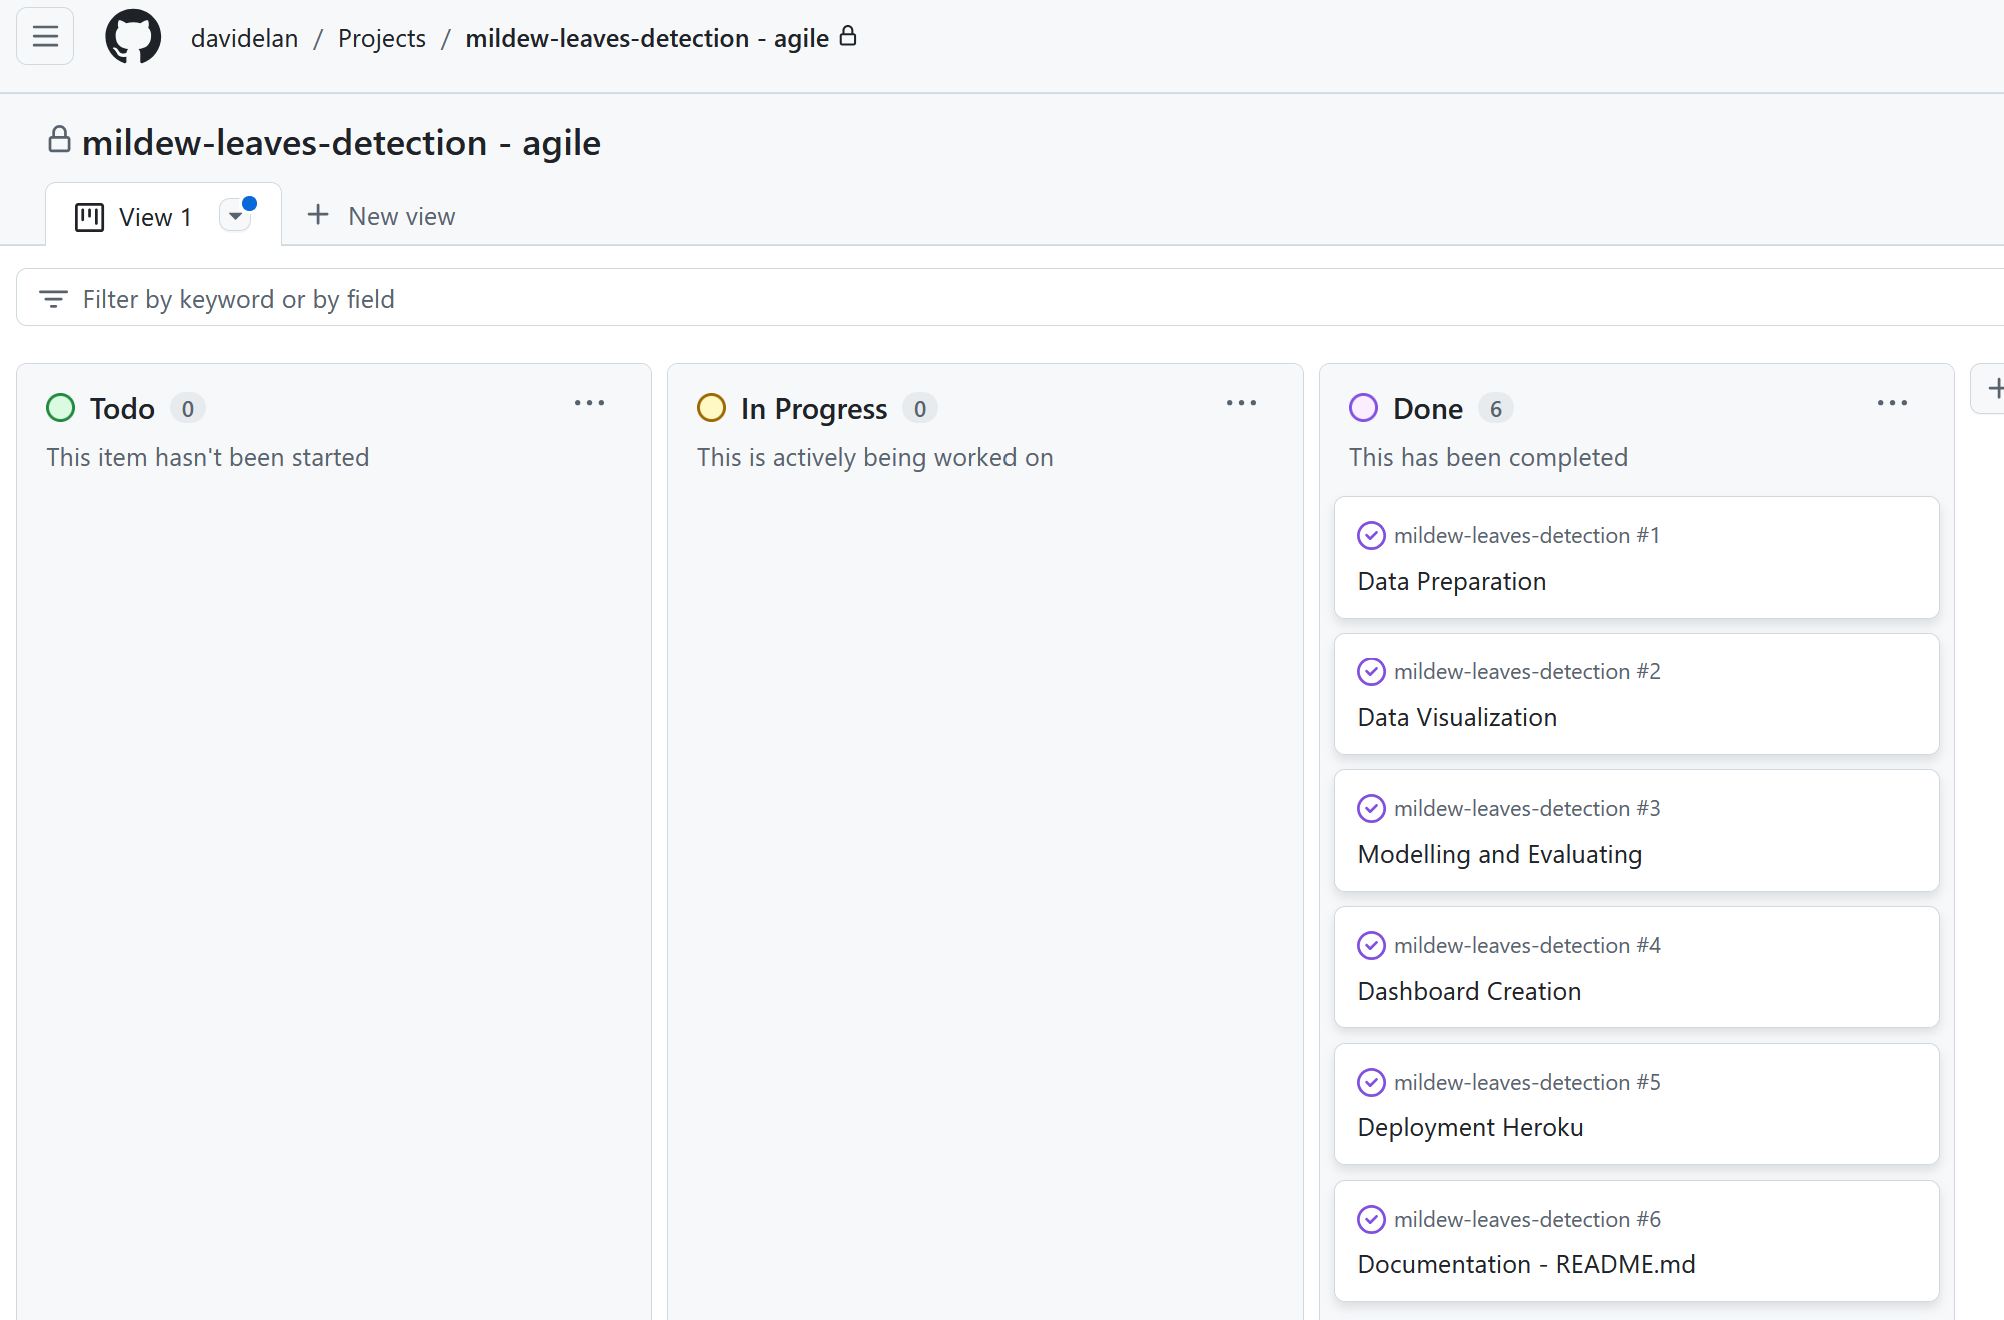 davidelan / Projects / mildew-leaves-detection - agile
mildew-leaves-detection - agile
View 1
New view
Filter by keyword or by field
Todo 0
This item hasn't been started
In Progress 0
This is actively being worked on
Done 6
This has been completed
mildew-leaves-detection #1
Data Preparation
mildew-leaves-detection #2
Data Visualization
mildew-leaves-detection #3
Modelling and Evaluating
mildew-leaves-detection #4
Dashboard Creation
mildew-leaves-detection #5
Deployment Heroku
mildew-leaves-detection #6
Documentation - README.md